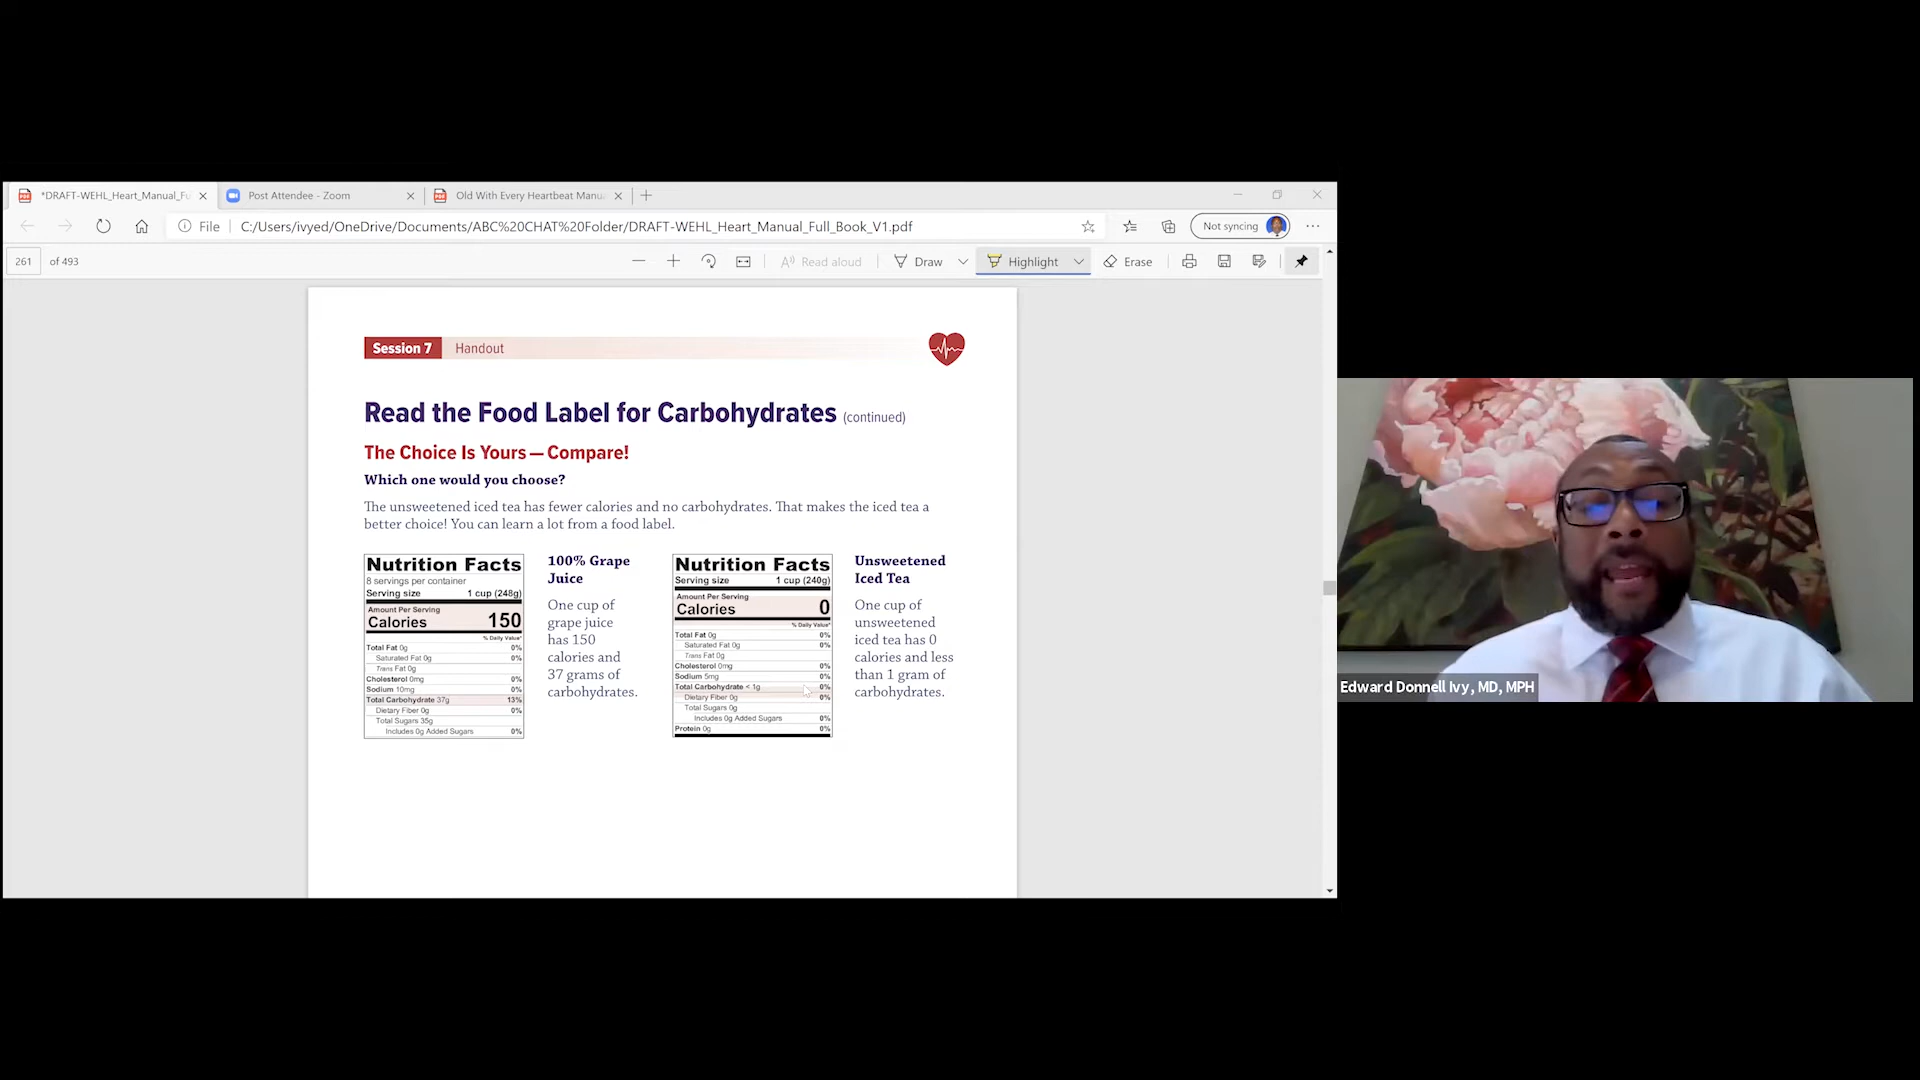 *DRAFT-WEHL_Heart_Manual_Fu
Post Attendee - Zoom
Old With Every Heartbeat Manu
File
C:/Users/ivyed/OneDrive/Documents/ABC%20CHAT%20Folder/DRAFT-WEHL_Heart_Manual_Full_Book_V1.pdf
Not syncing
261 of 493
Read aloud
Draw
Highlight
Erase
Session 7 Handout
Read the Food Label for Carbohydrates (continued)
The Choice Is Yours — Compare!
Which one would you choose?
The unsweetened iced tea has fewer calories and no carbohydrates. That makes the iced tea a
better choice! You can learn a lot from a food label.
Nutrition Facts
8 servings per container
Serving size 1 cup (248g)
Amount Per Serving
Calories 150
% Daily Value*
Total Fat 0g 0%
Saturated Fat 0g 0%
Trans Fat 0g
Cholesterol 0mg 0%
Sodium 10mg 0%
Total Carbohydrate 37g 13%
Dietary Fiber 0g 0%
Total Sugars 35g
Includes 0g Added Sugars 0%
100% Grape
Juice
One cup of
grape juice
has 150
calories and
37 grams of
carbohydrates.
Nutrition Facts
Serving size 1 cup (240g)
Amount Per Serving
Calories 0
% Daily Value*
Total Fat 0g 0%
Saturated Fat 0g 0%
Trans Fat 0g
Cholesterol 0mg 0%
Sodium 5mg 0%
Total Carbohydrate < 1g 0%
Dietary Fiber 0g 0%
Total Sugars 0g
Includes 0g Added Sugars 0%
Protein 0g 0%
Unsweetened
Iced Tea
One cup of
unsweetened
iced tea has 0
calories and less
than 1 gram of
carbohydrates.
Edward Donnell Ivy, MD, MPH